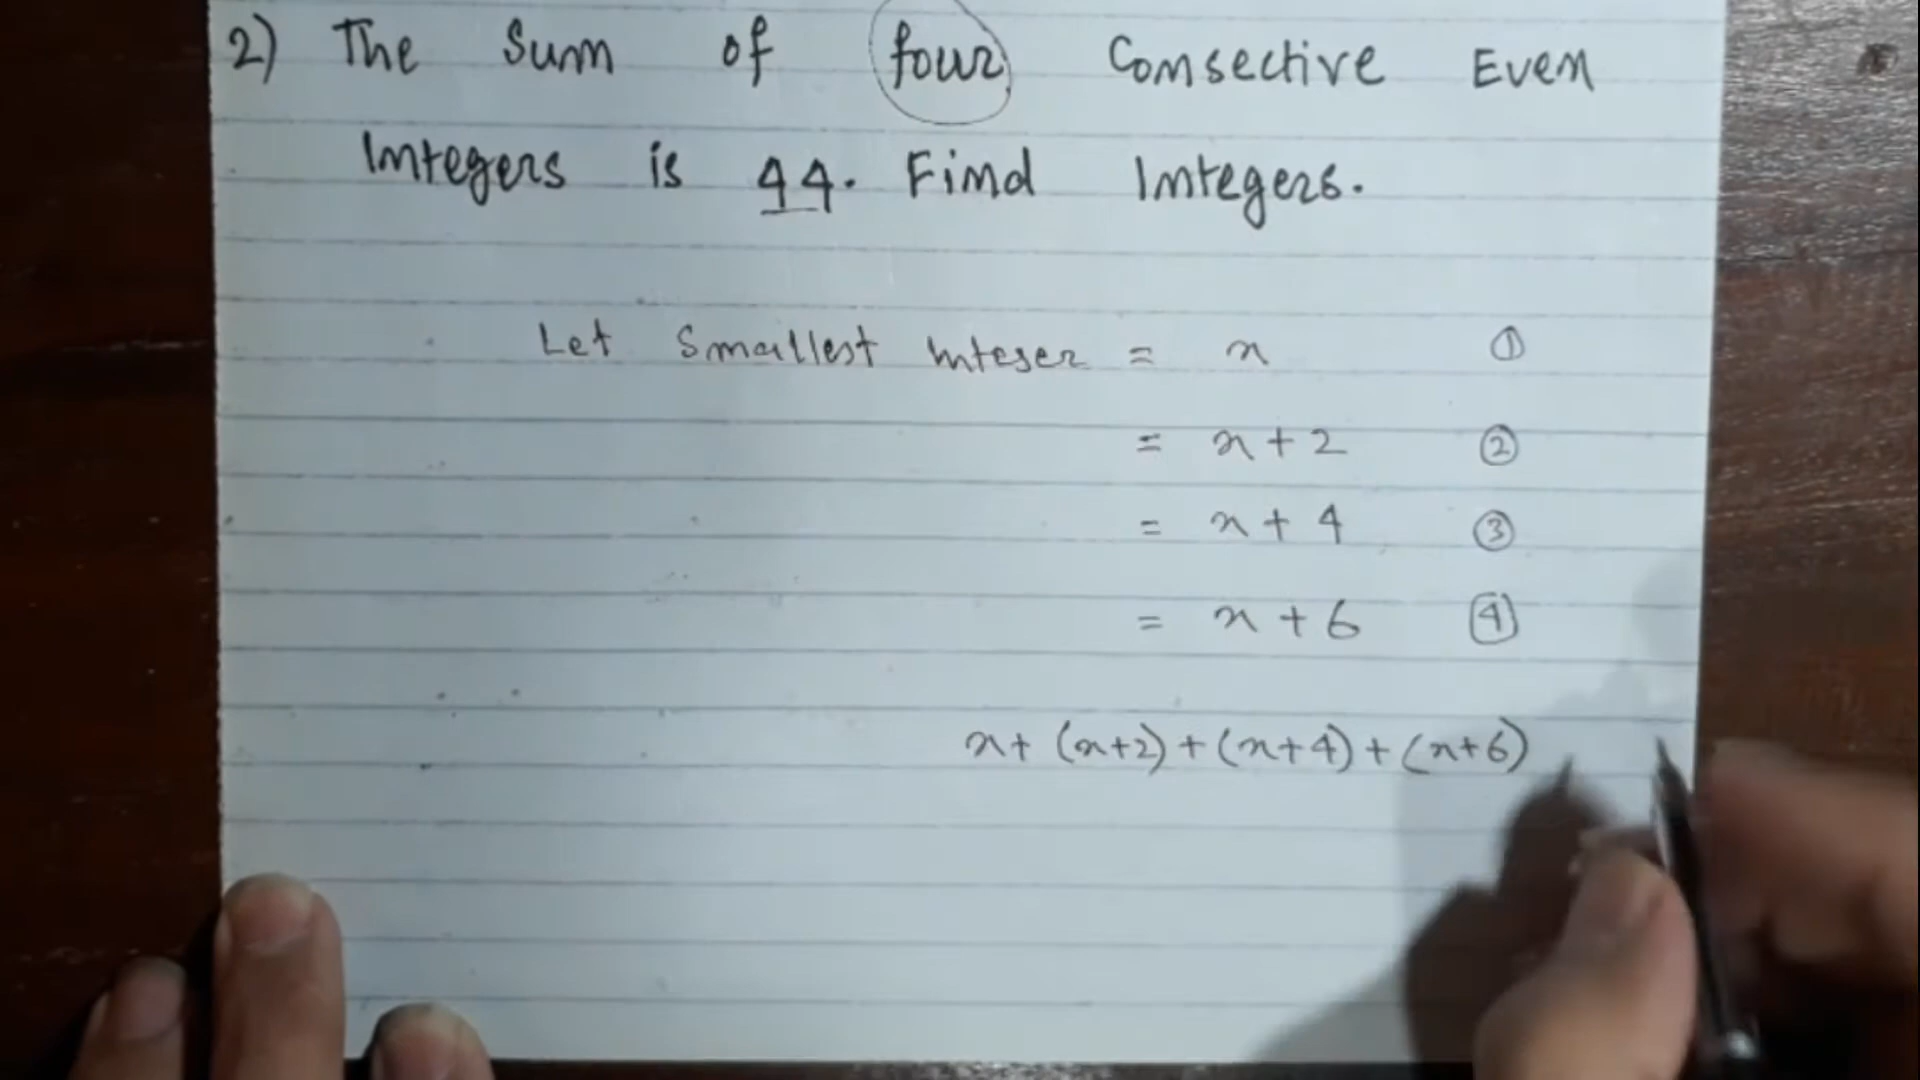 2) The Sum of four Consective Even
Integers is 44. Find Integers.
Let Smallest integer = x ①
= x + 2 ②
= x + 4 ③
= x + 6 ④
x + (x+2) + (x+4) + (x+6)